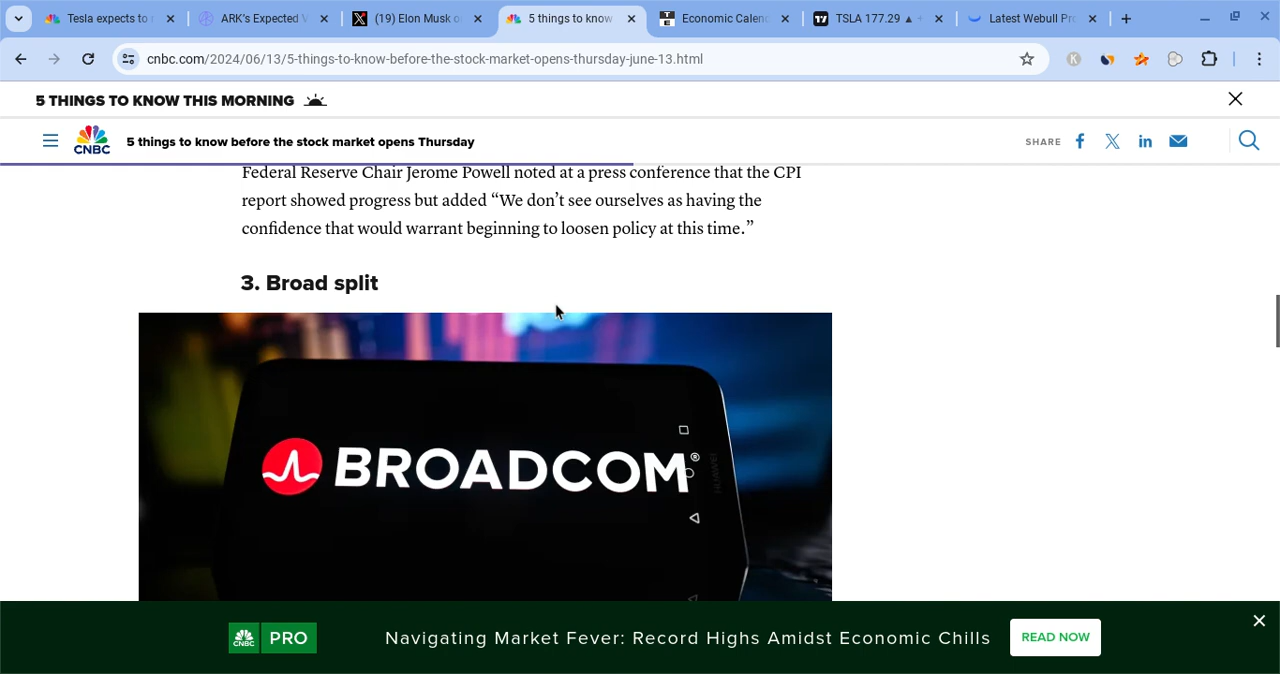 Tesla expects to
ARK's Expected V
(19) Elon Musk o
5 things to know
Economic Calen
TSLA 177.29 ▲
Latest Webull Pr
cnbc.com/2024/06/13/5-things-to-know-before-the-stock-market-opens-thursday-june-13.html
5 THINGS TO KNOW THIS MORNING
CNBC
5 things to know before the stock market opens Thursday
SHARE
Federal Reserve Chair Jerome Powell noted at a press conference that the CPI
report showed progress but added “We don’t see ourselves as having the
confidence that would warrant beginning to loosen policy at this time.”
3. Broad split
BROADCOM®
HUAWEI
CNBC PRO
Navigating Market Fever: Record Highs Amidst Economic Chills
READ NOW